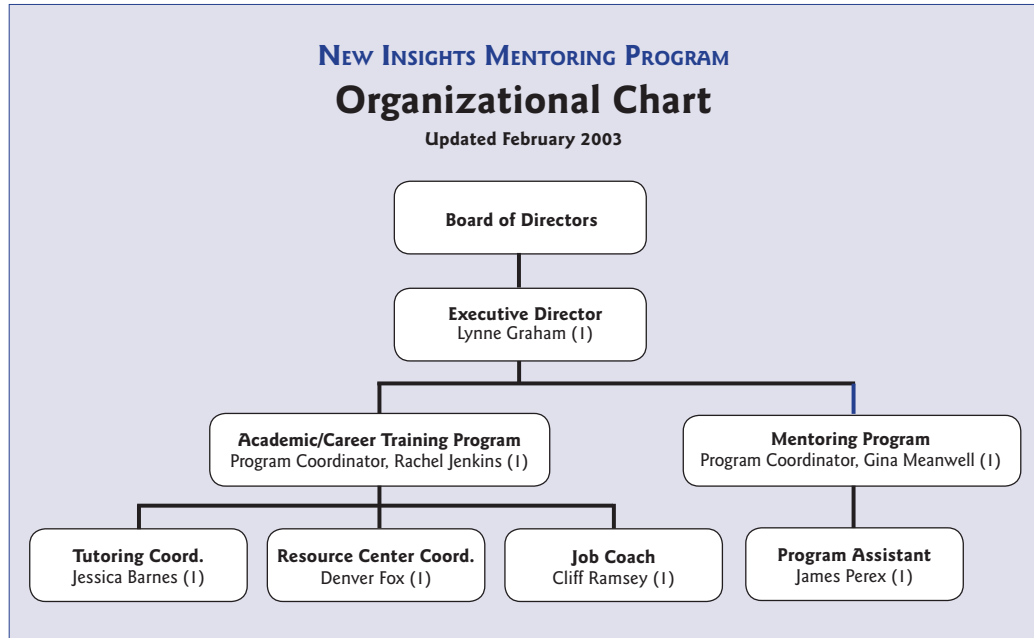 New Insights Mentoring Program
Organizational Chart
Updated February 2003
Board of Directors
Executive Director
Lynne Graham (1)
Academic/Career Training Program
Program Coordinator, Rachel Jenkins (1)
Mentoring Program
Program Coordinator, Gina Meanwell (1)
Tutoring Coord.
Jessica Barnes (1)
Resource Center Coord.
Denver Fox (1)
Job Coach
Cliff Ramsey (1)
Program Assistant
James Perex (1)